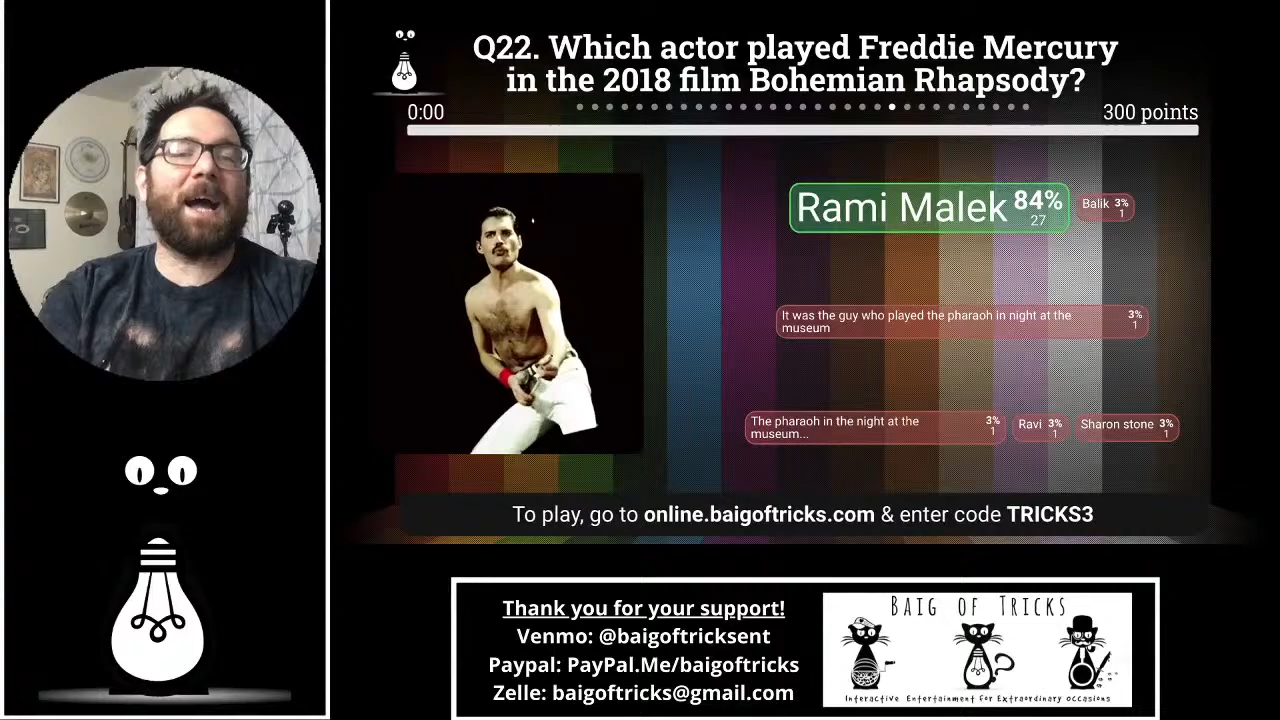 Q22. Which actor played Freddie Mercury
in the 2018 film Bohemian Rhapsody?
0:00
300 points
Rami Malek 84%
27
Balik 3%
1
It was the guy who played the pharaoh in night at the
museum
3%
1
The pharaoh in the night at the
museum...
3%
1
Ravi 3%
1
Sharon stone 3%
1
To play, go to online.baigoftricks.com & enter code TRICKS3
Thank you for your support!
Venmo: @baigoftricksent
Paypal: PayPal.Me/baigoftricks
Zelle: baigoftricks@gmail.com
BAIG OF TRICKS
Interactive Entertainment for Extraordinary Occasions